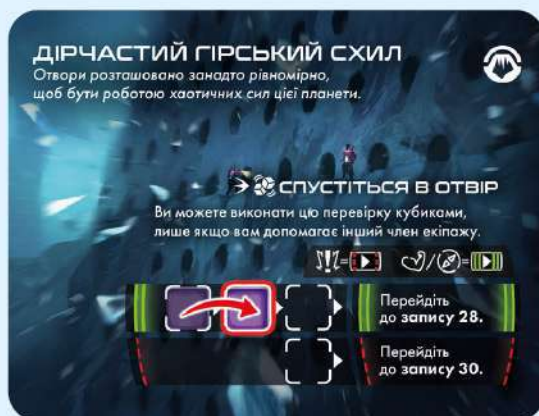 ДІРЧАСТИЙ ГІРСЬКИЙ СХИЛ
Отвори розташовано занадто рівномірно,
щоб бути роботою хаотичних сил цієї планети.
СПУСТІТЬСЯ В ОТВІР
Ви можете виконати цю перевірку кубиками,
лише якщо вам допомагає інший член екіпажу.
Перейдіть
до запису 28.
Перейдіть
до запису 30.